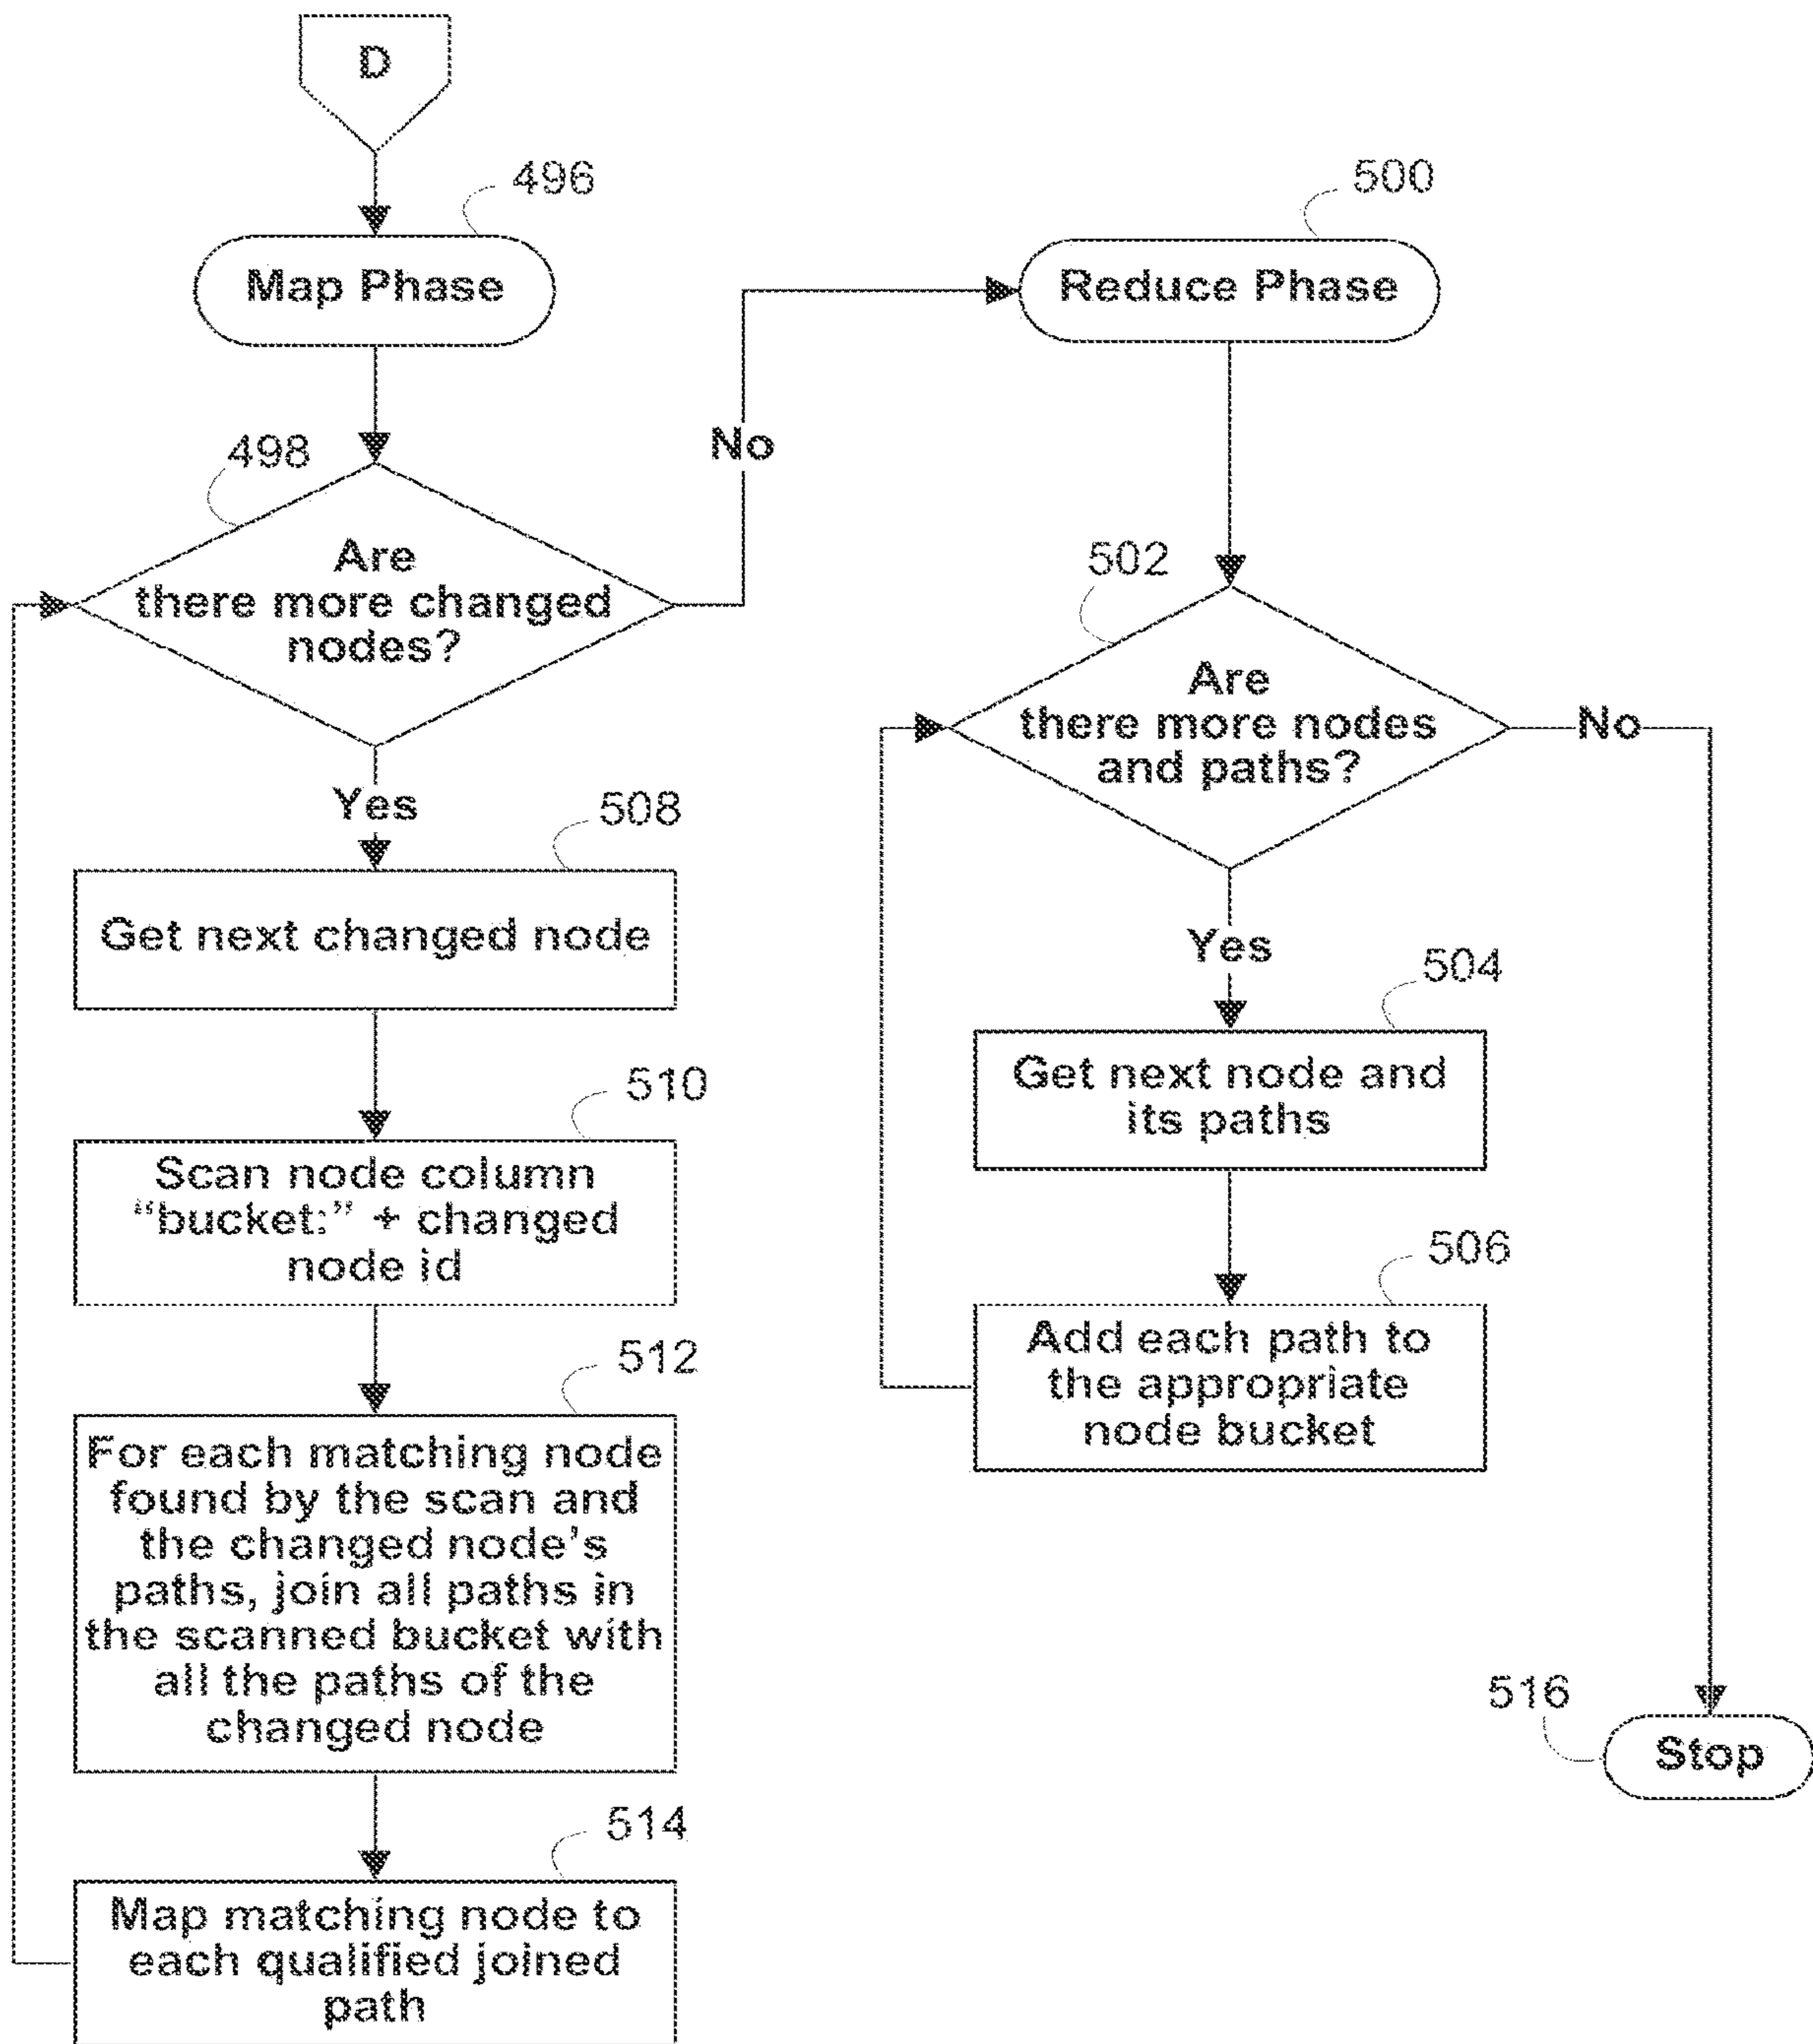 D
496
Map Phase
498
Are
there more changed
nodes?
No
Yes
508
Get next changed node
510
Scan node column
“bucket:” + changed
node id
512
For each matching node
found by the scan and
the changed node’s
paths, join all paths in
the scanned bucket with
all the paths of the
changed node
514
Map matching node to
each qualified joined
path
500
Reduce Phase
502
Are
there more nodes
and paths?
No
Yes
504
Get next node and
its paths
506
Add each path to
the appropriate
node bucket
516
Stop